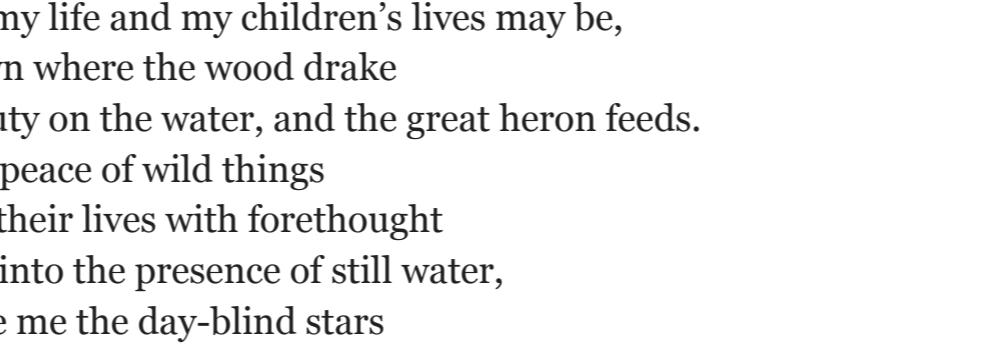 my life and my children’s lives may be,
n where the wood drake
uty on the water, and the great heron feeds.
peace of wild things
their lives with forethought
into the presence of still water,
e me the day-blind stars